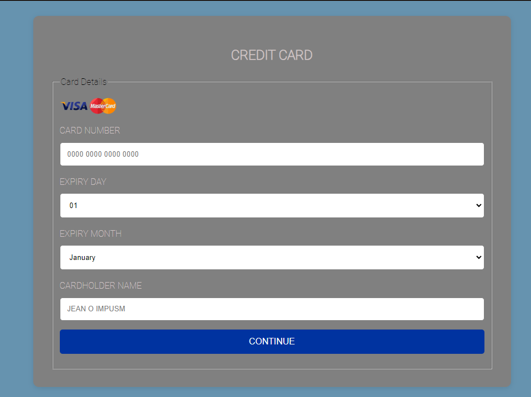 CREDIT CARD
Card Details
VISA MasterCard
CARD NUMBER
0000 0000 0000 0000
EXPIRY DAY
01
EXPIRY MONTH
January
CARDHOLDER NAME
JEAN O IMPUSM
CONTINUE